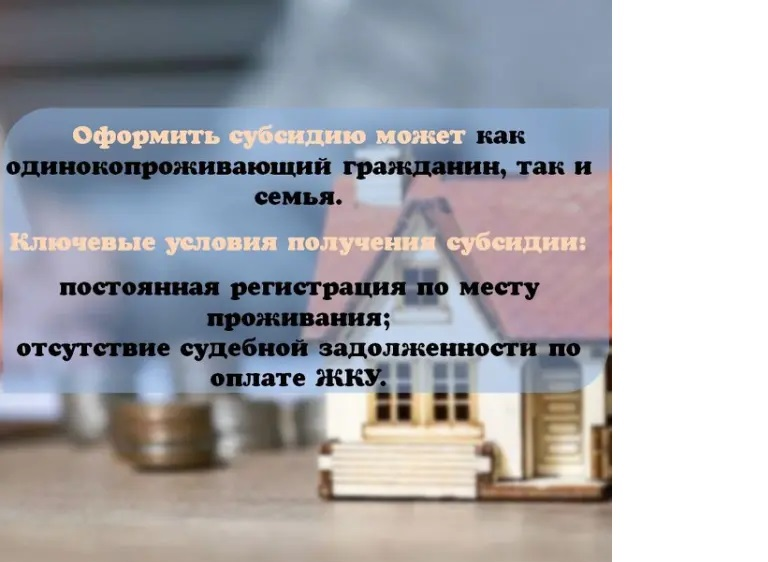 Оформить субсидию может как
одинокопроживающий гражданин, так и
семья.
Ключевые условия получения субсидии:
постоянная регистрация по месту
проживания;
отсутствие судебной задолженности по
оплате ЖКУ.